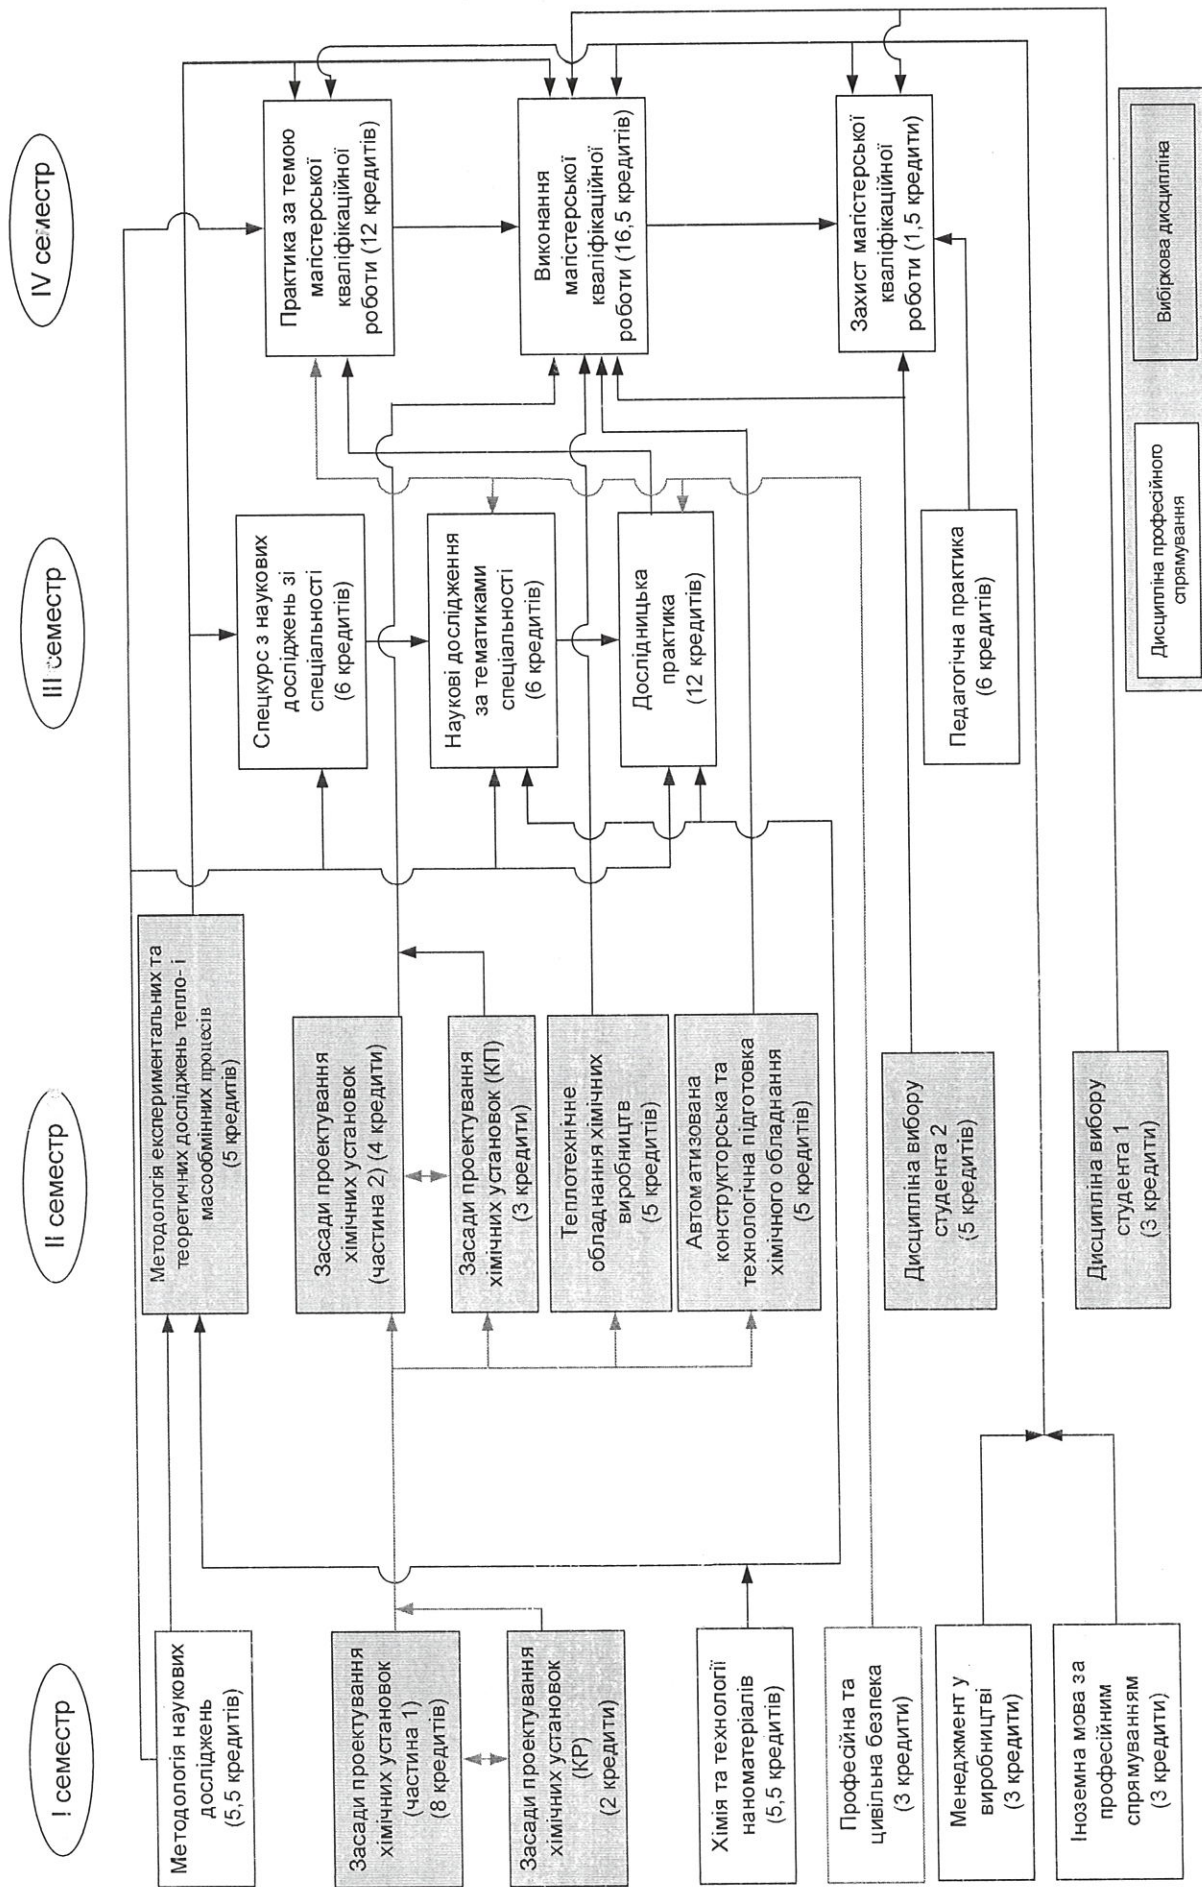 I семестр
Методологія наукових
досліджень
(5,5 кредитів)
Засади проектування
хімічних установок
(частина 1)
(8 кредитів)
Засади проектування
хімічних установок
(КР)
(2 кредити)
Хімія та технології
наноматеріалів
(5,5 кредитів)
Професійна та
цивільна безпека
(3 кредити)
Менеджмент у
виробництві
(3 кредити)
Іноземна мова за
професійним
спрямуванням
(3 кредити)
II семестр
Методологія експериментальних та
теоретичних досліджень тепло- і
масообмінних процесів
(5 кредитів)
Засади проектування
хімічних установок
(частина 2) (4 кредити)
Засади проектування
хімічних установок (КП)
(3 кредити)
Теплотехнічне
обладнання хімічних
виробництв
(5 кредитів)
Автоматизована
конструкторська та
технологічна підготовка
хімічного обладнання
(5 кредитів)
Дисципліна вибору
студента 2
(5 кредитів)
Дисципліна вибору
студента 1
(3 кредити)
III семестр
Спецкурс з наукових
досліджень зі
спеціальності
(6 кредитів)
Наукові дослідження
за тематиками
спеціальності
(6 кредитів)
Дослідницька
практика
(12 кредитів)
Педагогічна практика
(6 кредитів)
IV семестр
Практика за темою
магістерської
кваліфікаційної
роботи (12 кредитів)
Виконання
магістерської
кваліфікаційної
роботи (16,5 кредитів)
Захист магістерської
кваліфікаційної
роботи (1,5 кредити)
Дисципліна професійного
спрямування
Вибіркова дисципліна